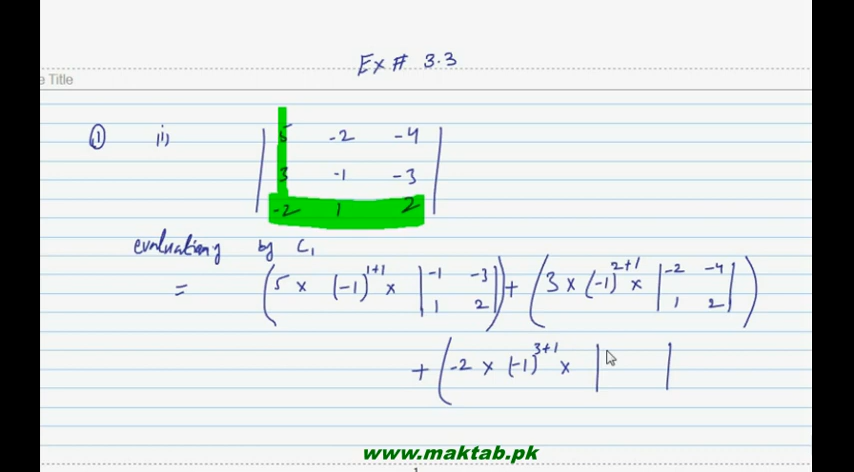 Ex # 3.3
e Title
① ii) | 5 -2 -4 |
| 3 -1 -3 |
| -2 1 2 |
evaluating by C₁
= (5 × (-1)¹⁺¹ × | -1 -3 | ) + (3 × (-1)²⁺¹ × | -2 -4 | )
| 1 2 | | 1 2 |
+ (-2 × (-1)³⁺¹ × | |
www.maktab.pk